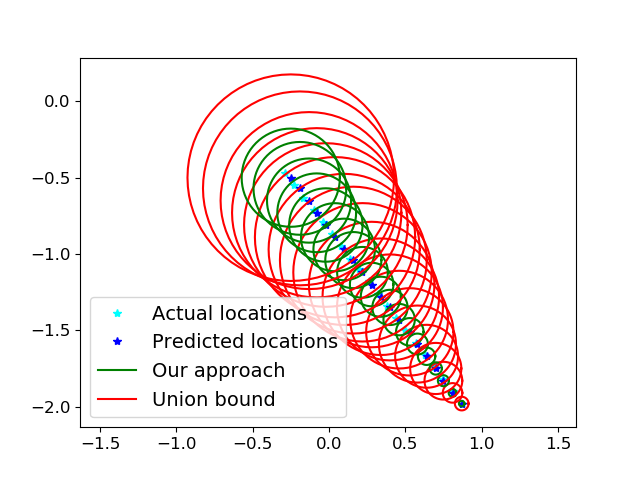 0.0
−0.5
−1.0
−1.5
−2.0
Actual locations
Predicted locations
Our approach
Union bound
−1.5 −1.0 −0.5 0.0 0.5 1.0 1.5